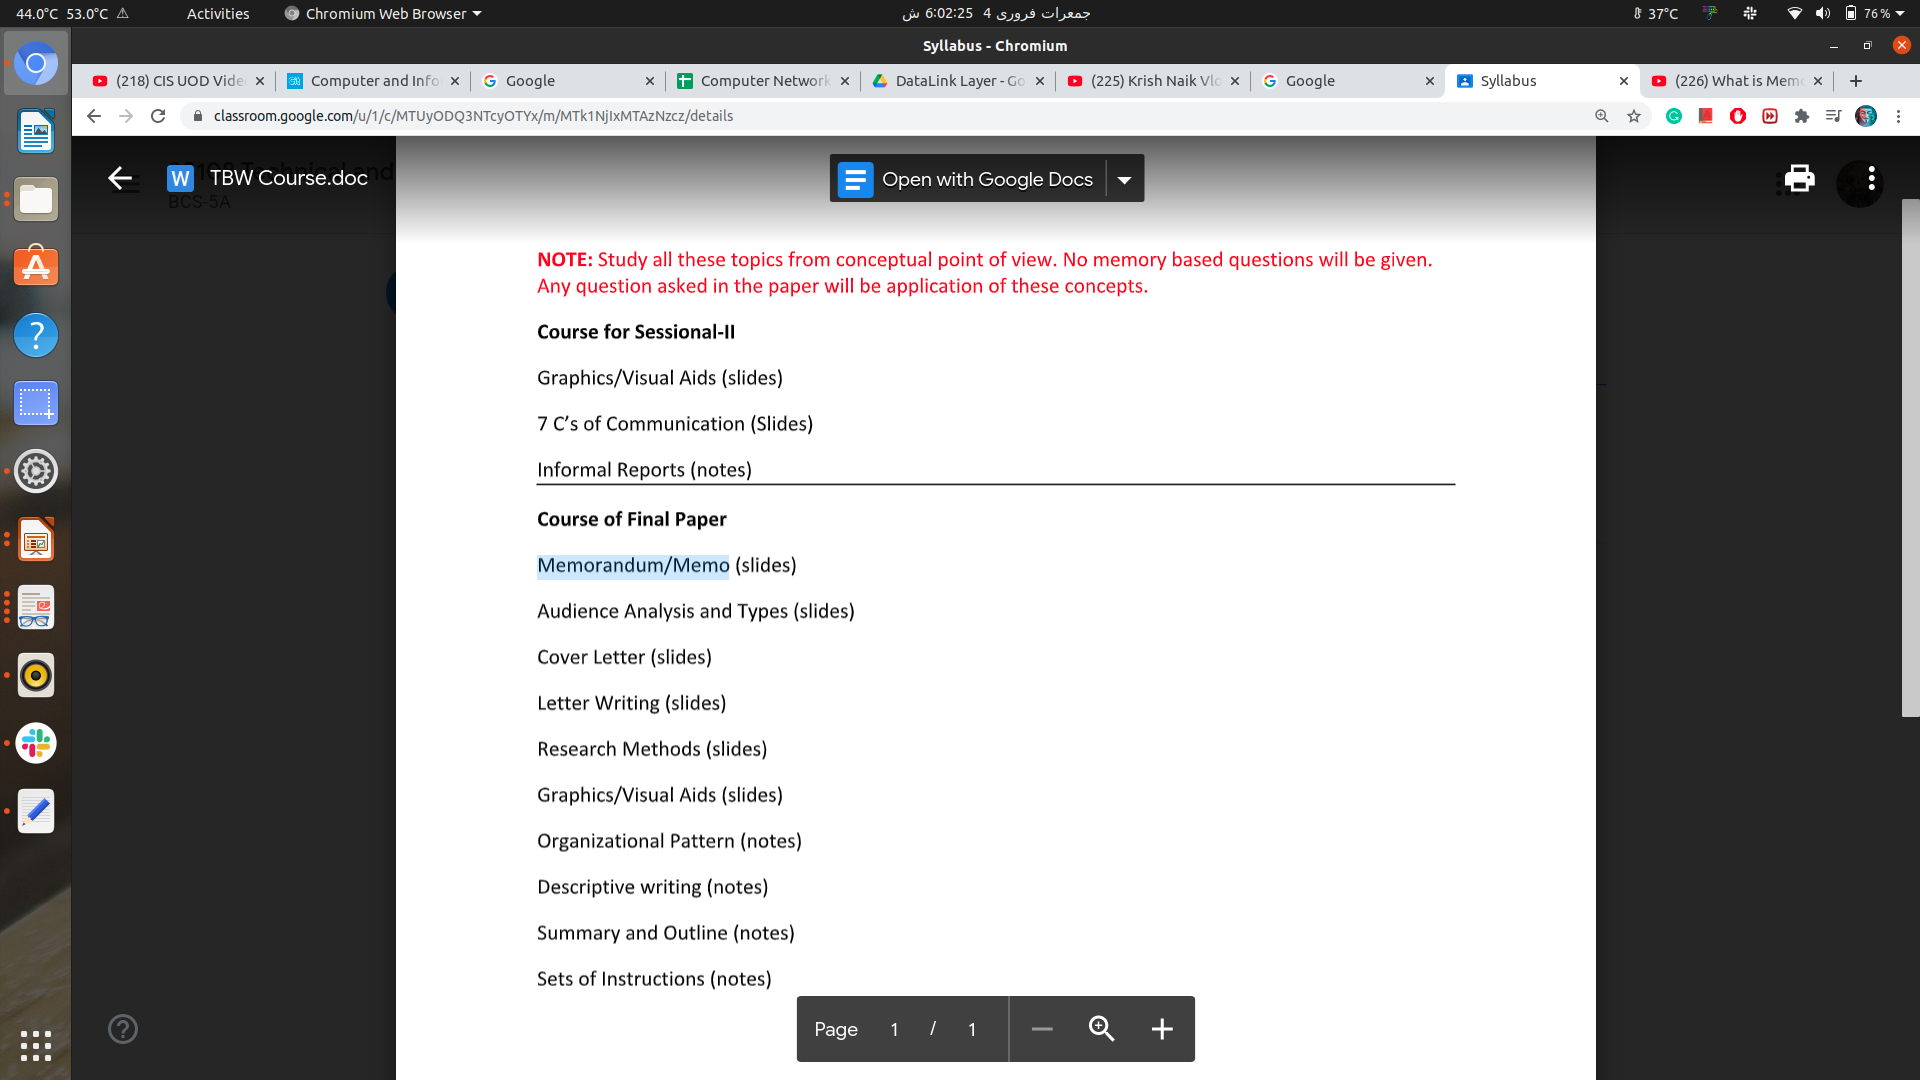 44.0°C 53.0°C ⚠ Activities Chromium Web Browser جمعرات فروری 4 6:02:25 ش 37°C 76 %
Syllabus - Chromium
(218) CIS UOD Vide Computer and Info Google Computer Network DataLink Layer - Go (225) Krish Naik Vlo Google Syllabus (226) What is Mem
classroom.google.com/u/1/c/MTUyODQ3NTcyOTYx/m/MTk1NjIxMTAzNzcz/details
W TBW Course.doc Open with Google Docs
BCS-5A
NOTE: Study all these topics from conceptual point of view. No memory based questions will be given.
Any question asked in the paper will be application of these concepts.
Course for Sessional-II
Graphics/Visual Aids (slides)
7 C’s of Communication (Slides)
Informal Reports (notes)
Course of Final Paper
Memorandum/Memo (slides)
Audience Analysis and Types (slides)
Cover Letter (slides)
Letter Writing (slides)
Research Methods (slides)
Graphics/Visual Aids (slides)
Organizational Pattern (notes)
Descriptive writing (notes)
Summary and Outline (notes)
Sets of Instructions (notes)
Page 1 / 1